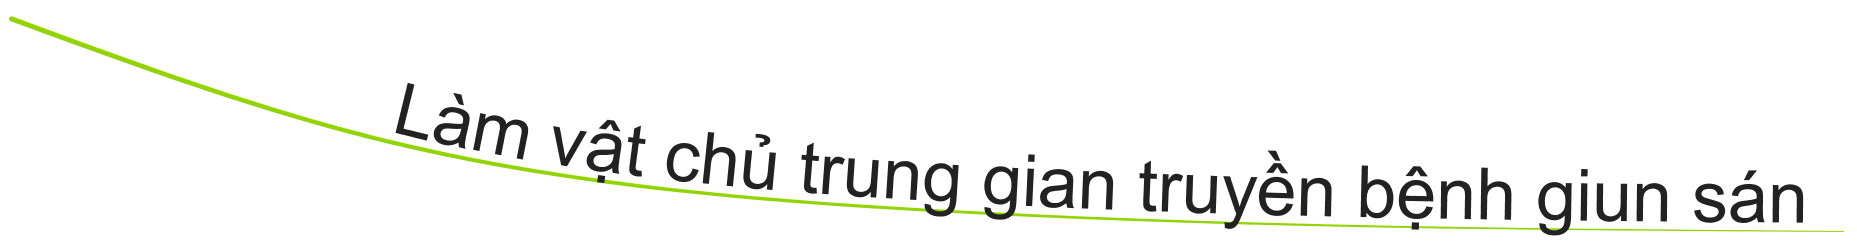 Làm vật chủ trung gian truyền bệnh giun sán